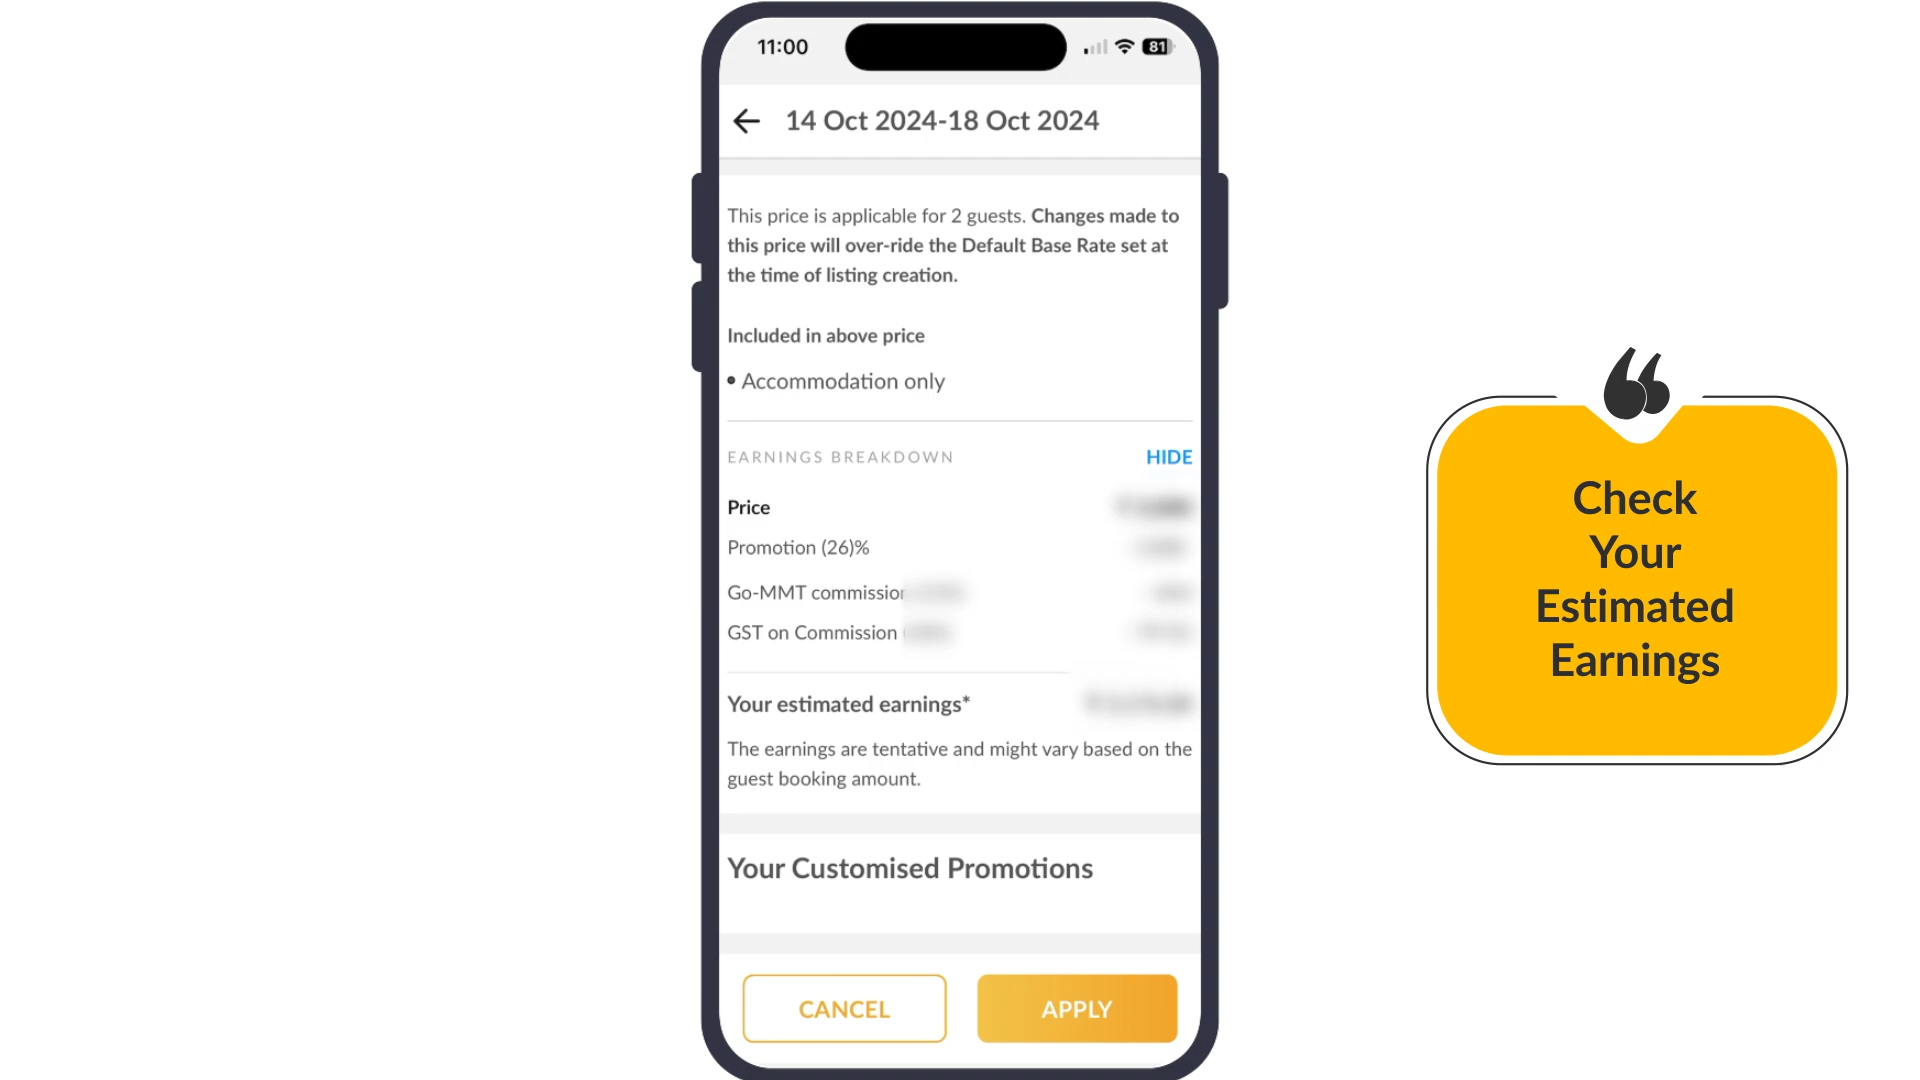 11:00
81
14 Oct 2024-18 Oct 2024
This price is applicable for 2 guests. Changes made to
this price will over-ride the Default Base Rate set at
the time of listing creation.
Included in above price
• Accommodation only
EARNINGS BREAKDOWN HIDE
Price
Promotion (26)%
Go-MMT commission
GST on Commission
Your estimated earnings*
The earnings are tentative and might vary based on the
guest booking amount.
Your Customised Promotions
CANCEL APPLY
Check
Your
Estimated
Earnings